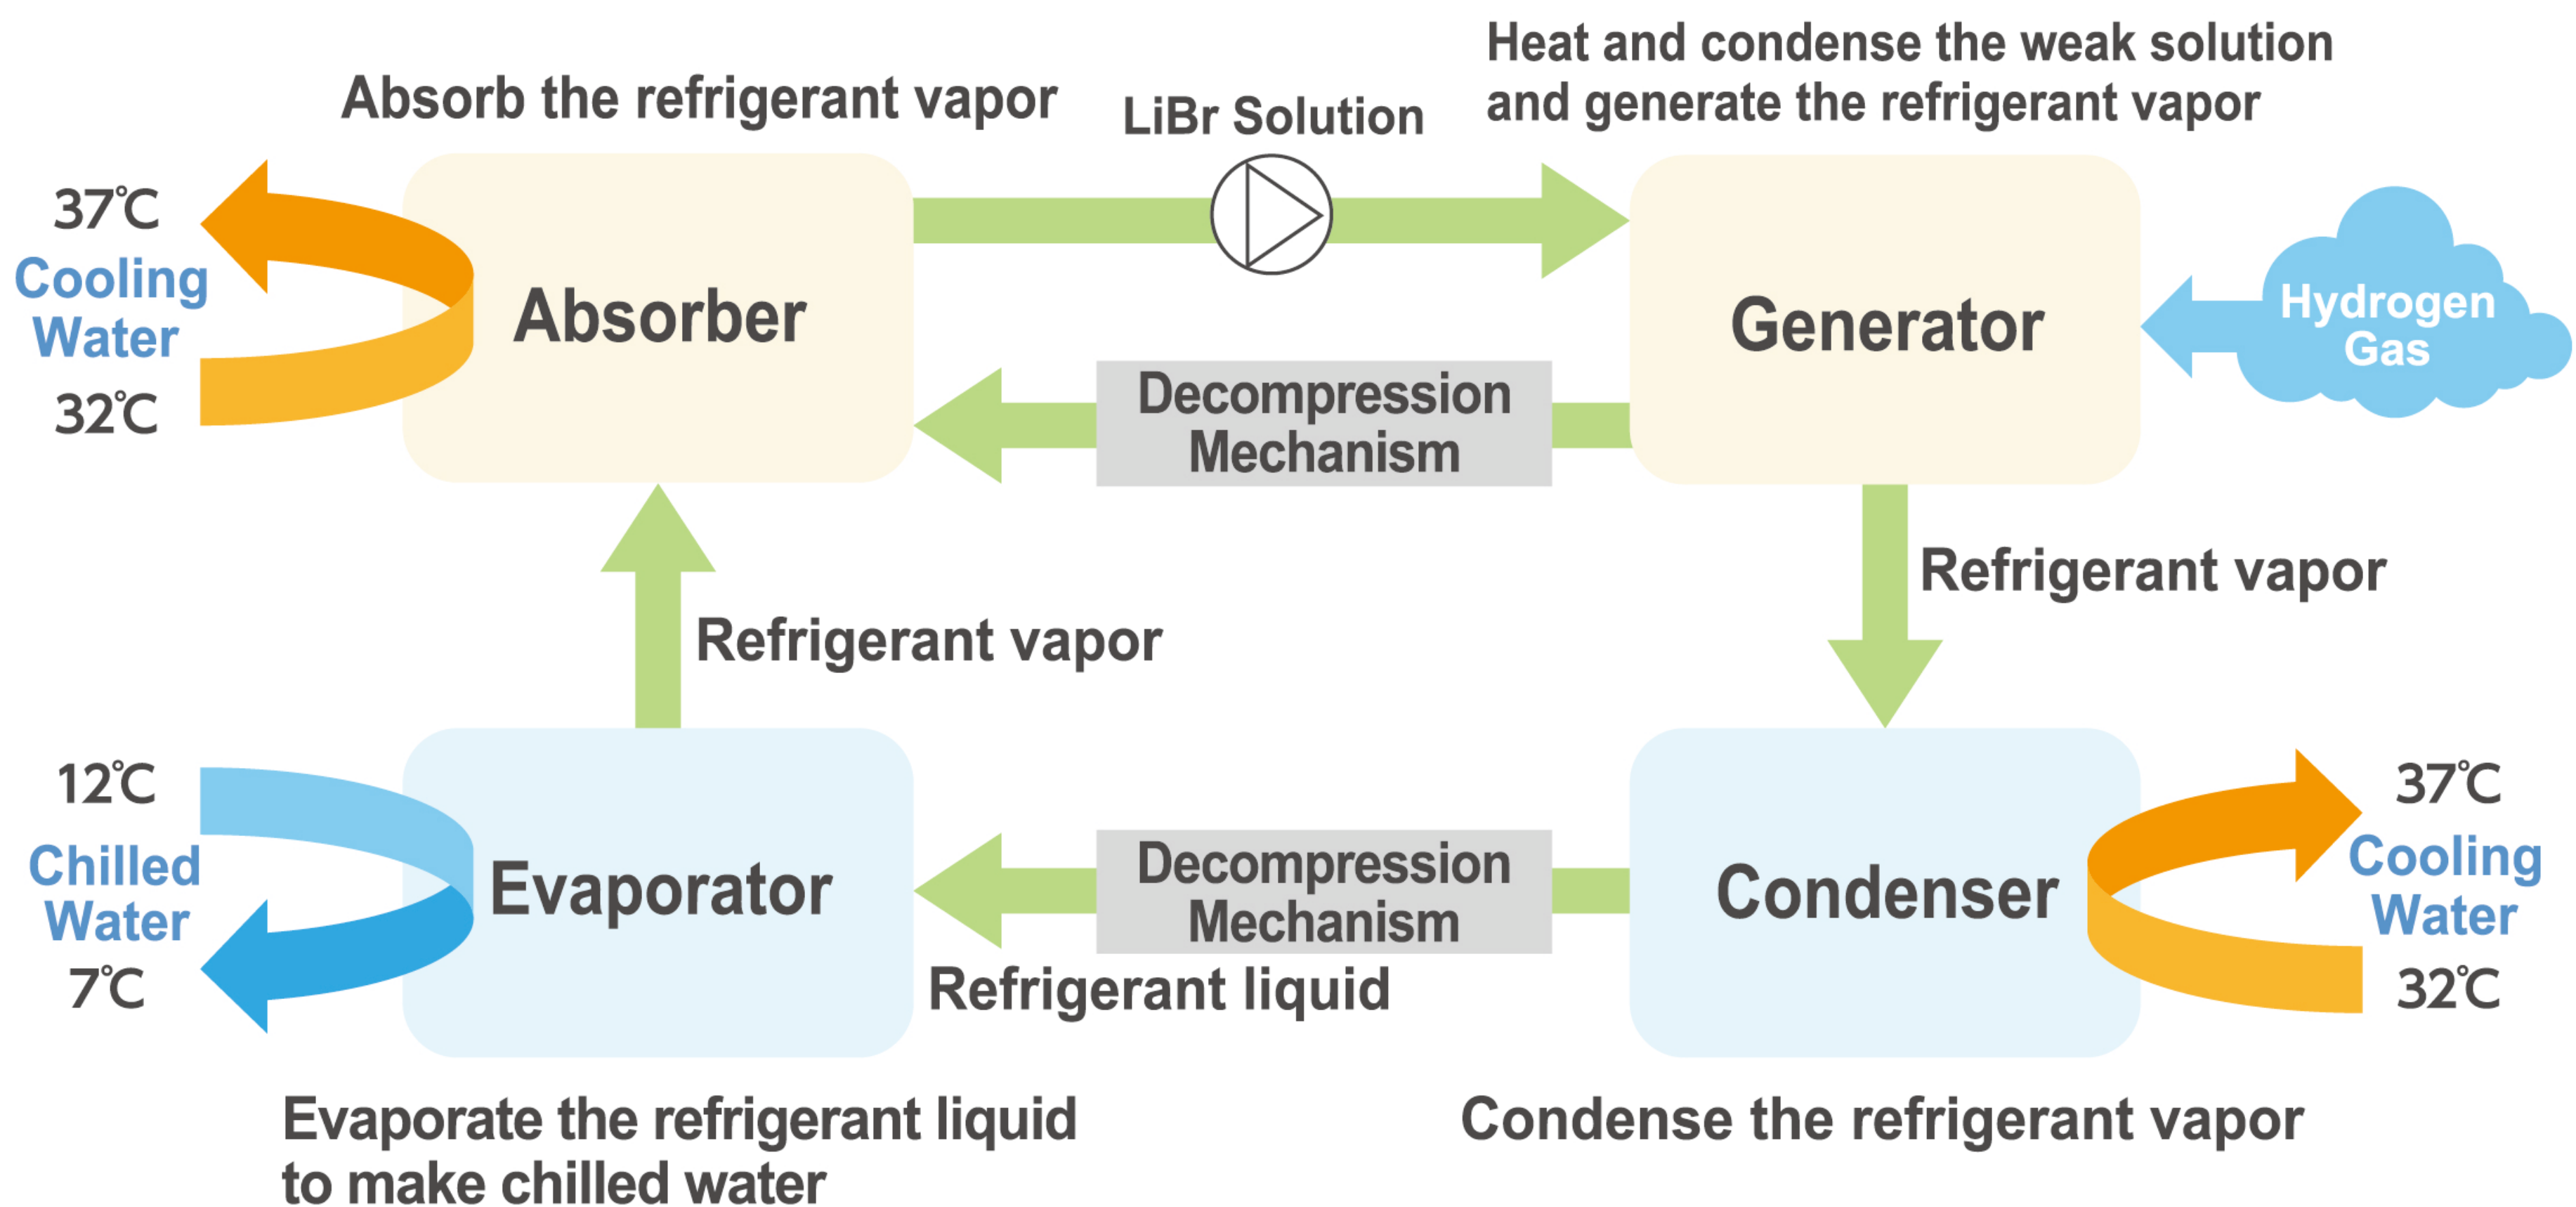 Heat and condense the weak solution
and generate the refrigerant vapor
Absorb the refrigerant vapor
LiBr Solution
37℃
Cooling
Water
32℃
Absorber
Generator
Hydrogen
Gas
Decompression
Mechanism
Refrigerant vapor
Refrigerant vapor
12℃
Chilled
Water
7℃
Evaporator
Decompression
Mechanism
Refrigerant liquid
Condenser
37℃
Cooling
Water
32℃
Evaporate the refrigerant liquid
to make chilled water
Condense the refrigerant vapor